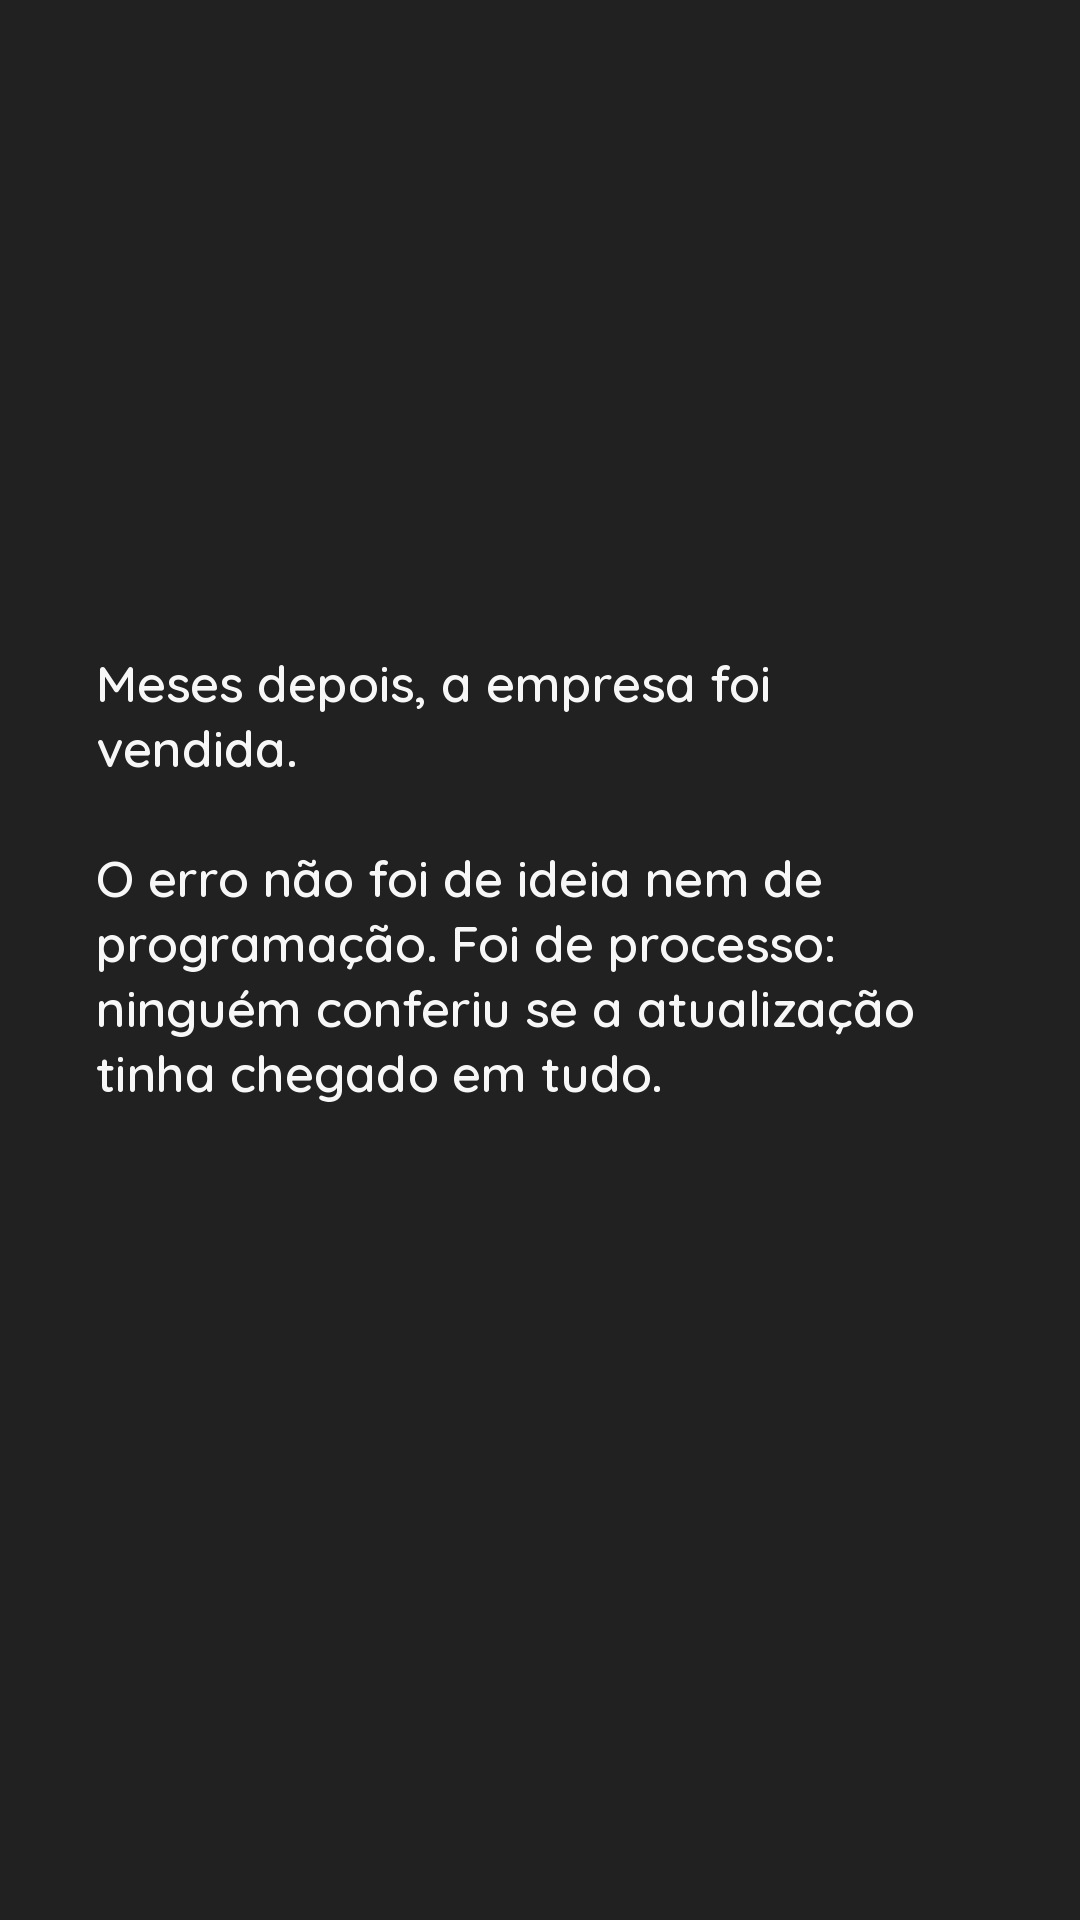 Meses depois, a empresa foi
vendida.
O erro não foi de ideia nem de
programação. Foi de processo:
ninguém conferiu se a atualização
tinha chegado em tudo.